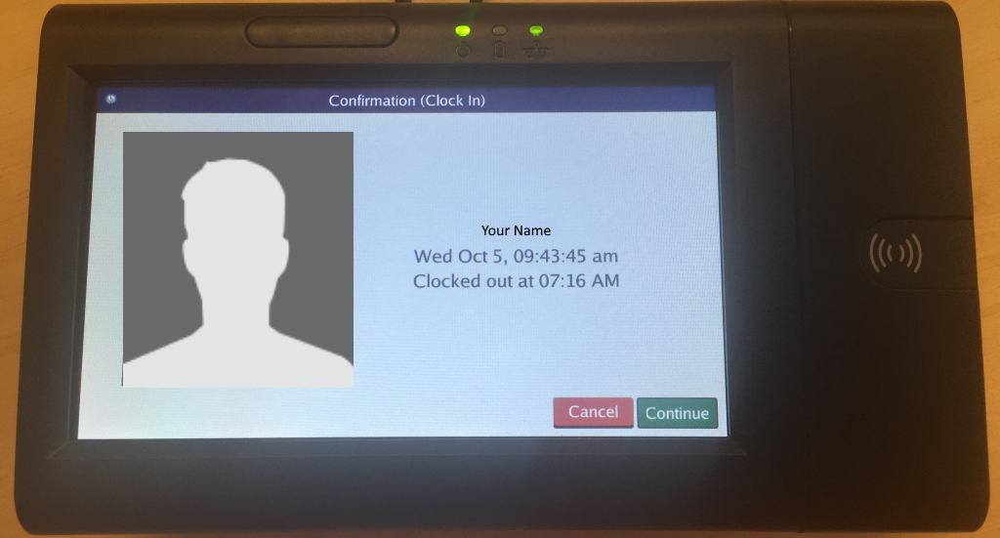 Confirmation (Clock In)
Your Name
Wed Oct 5, 09:43:45 am
Clocked out at 07:16 AM
Cancel
Continue